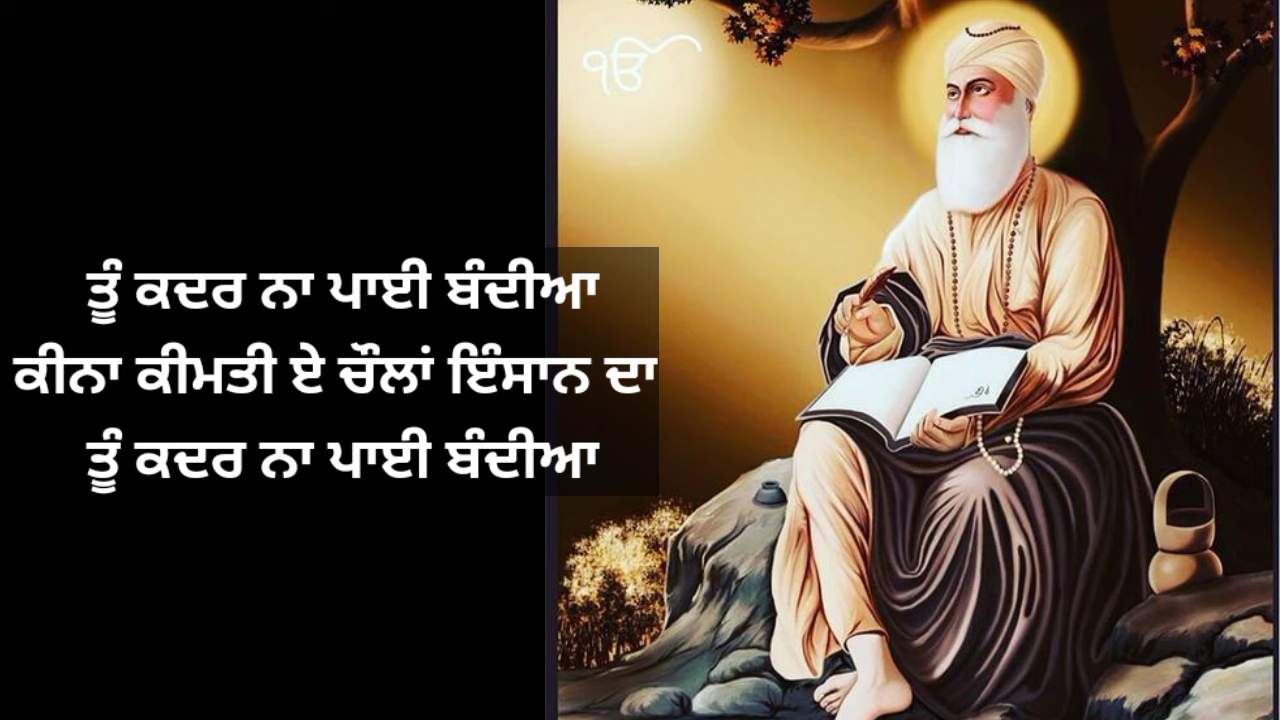 ੴ
ਤੂੰ ਕਦਰ ਨਾ ਪਾਈ ਬੰਦੀਆ
ਕੀਨਾ ਕੀਮਤੀ ਏ ਚੌਲਾਂ ਇੰਸਾਨ ਦਾ
ਤੂੰ ਕਦਰ ਨਾ ਪਾਈ ਬੰਦੀਆ